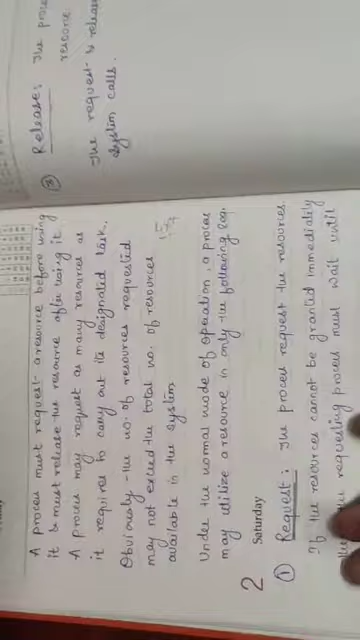 A process must request a resource before using
it & must release the resource after using it.
A process may request as many resources as
it requires to carry out its designated task.
Obviously the no. of resources requested
may not exceed the total no. of resources
available in the system
Under the normal mode of operation, a process
may utilize a resource in only the following seq.
2
Saturday
① Request: The process request the resources.
If the resources cannot be granted immediately
requesting process must wait until
③ Release: The proce
resource
The request & releas
System calls.